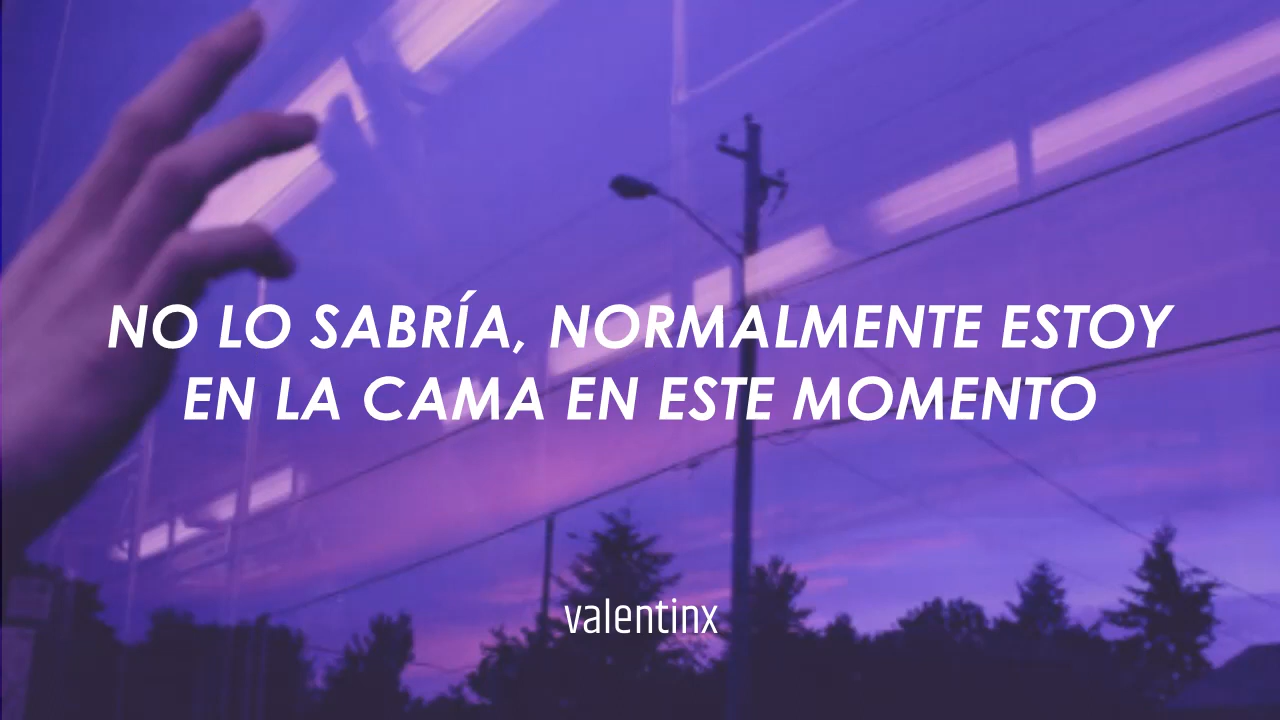 NO LO SABRÍA, NORMALMENTE ESTOY
EN LA CAMA EN ESTE MOMENTO
valentinx